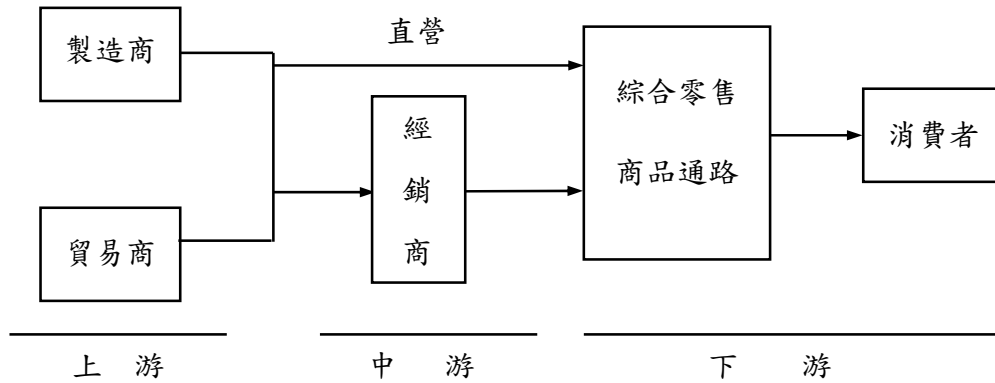 製造商
直營
綜合零售
商品通路
經
銷
商
消費者
貿易商
上 游
中 游
下 游